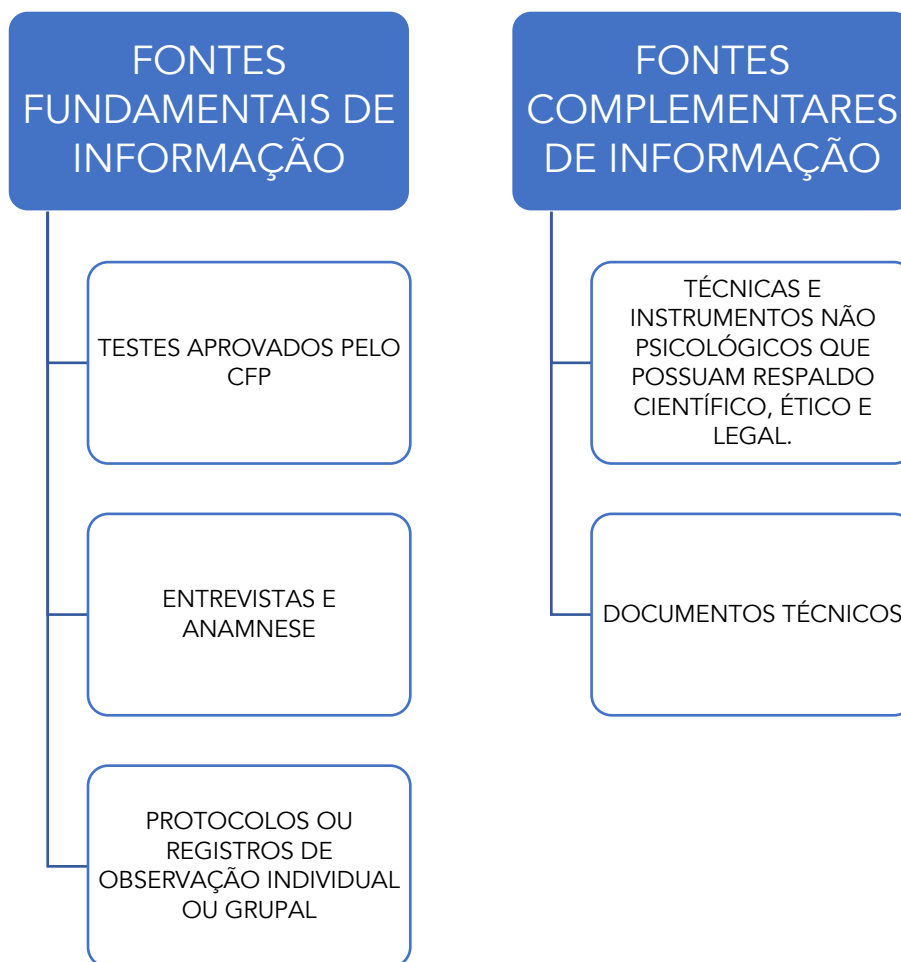 FONTES
FUNDAMENTAIS DE
INFORMAÇÃO
TESTES APROVADOS PELO
CFP
ENTREVISTAS E
ANAMNESE
PROTOCOLOS OU
REGISTROS DE
OBSERVAÇÃO INDIVIDUAL
OU GRUPAL
FONTES
COMPLEMENTARES
DE INFORMAÇÃO
TÉCNICAS E
INSTRUMENTOS NÃO
PSICOLÓGICOS QUE
POSSUAM RESPALDO
CIENTÍFICO, ÉTICO E
LEGAL.
DOCUMENTOS TÉCNICOS